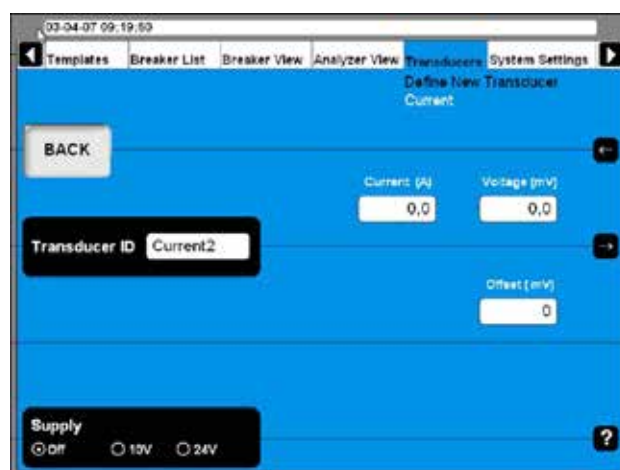 03-04-07 09:19:50
Templates Breaker List Breaker View Analyzer View Transducers System Settings
Define New Transducer
Current
BACK
Current (A) Voltage (mV)
0,0 0,0
Transducer ID Current2
Offset (mV)
0
Supply
Off 10V 24V
?